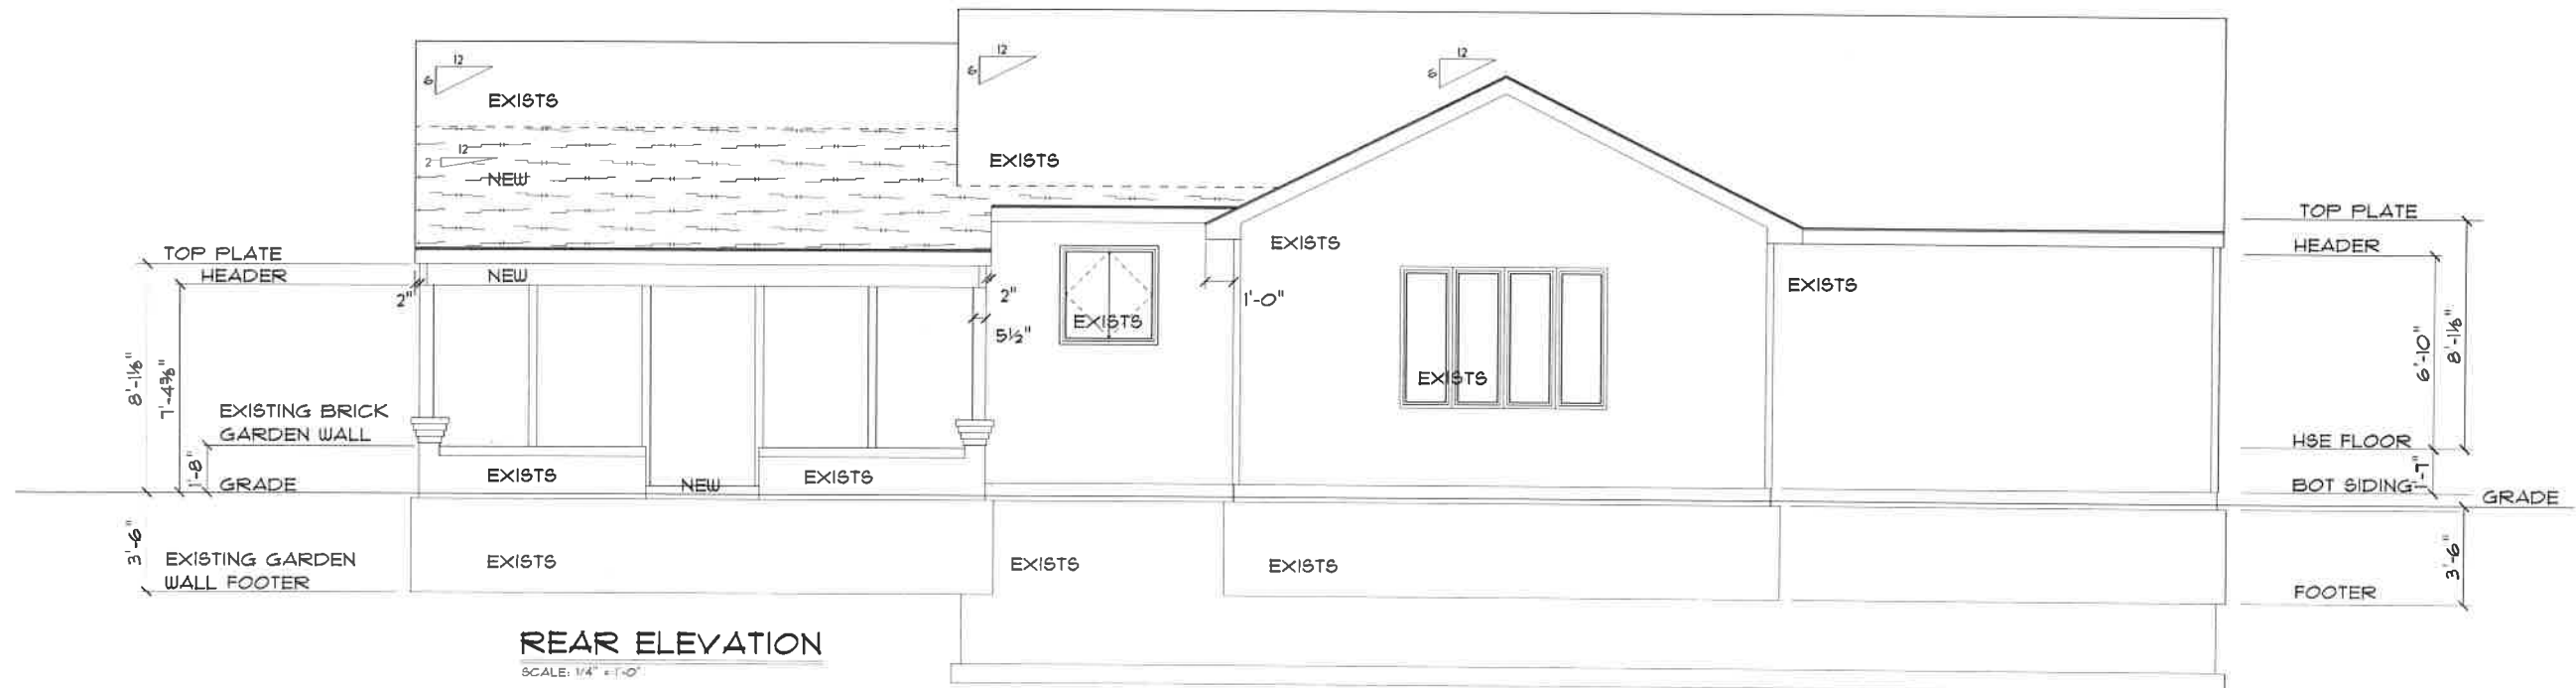 12
6
EXISTS
12
2
NEW
12
6
EXISTS
12
6
TOP PLATE
HEADER
NEW
2"
2"
5½"
EXISTS
1'-0"
EXISTS
EXISTS
EXISTS
TOP PLATE
HEADER
8'-1⅛"
7'-4⅜"
EXISTING BRICK
GARDEN WALL
1'-8"
GRADE
EXISTS
NEW
EXISTS
6'-10"
8'-1⅛"
HSE FLOOR
1'-7"
BOT SIDING
GRADE
3'-6"
EXISTING GARDEN
WALL FOOTER
EXISTS
EXISTS
EXISTS
3'-6"
FOOTER
REAR ELEVATION
SCALE: 1/4" = 1'-0"